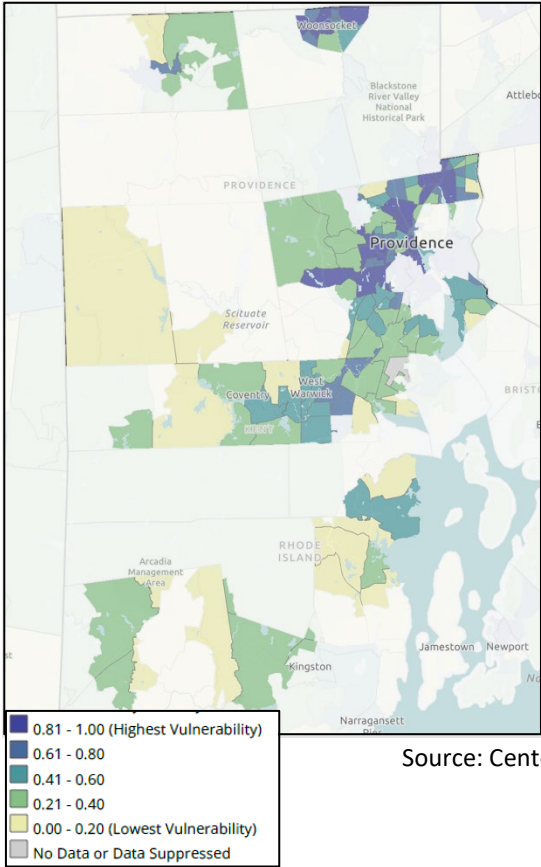 Woonsocket
Blackstone
River Valley
National
Historical Park
Attleb
PROVIDENCE
Providence
Scituate
Reservoir
Coventry
West
Warwick
KENT
BRISTO
RHODE
ISLAND
Arcadia
Management
Area
Jamestown
Newport
Kingston
Narragansett
0.81 - 1.00 (Highest Vulnerability)
0.61 - 0.80
0.41 - 0.60
0.21 - 0.40
0.00 - 0.20 (Lowest Vulnerability)
No Data or Data Suppressed
Source: Cent